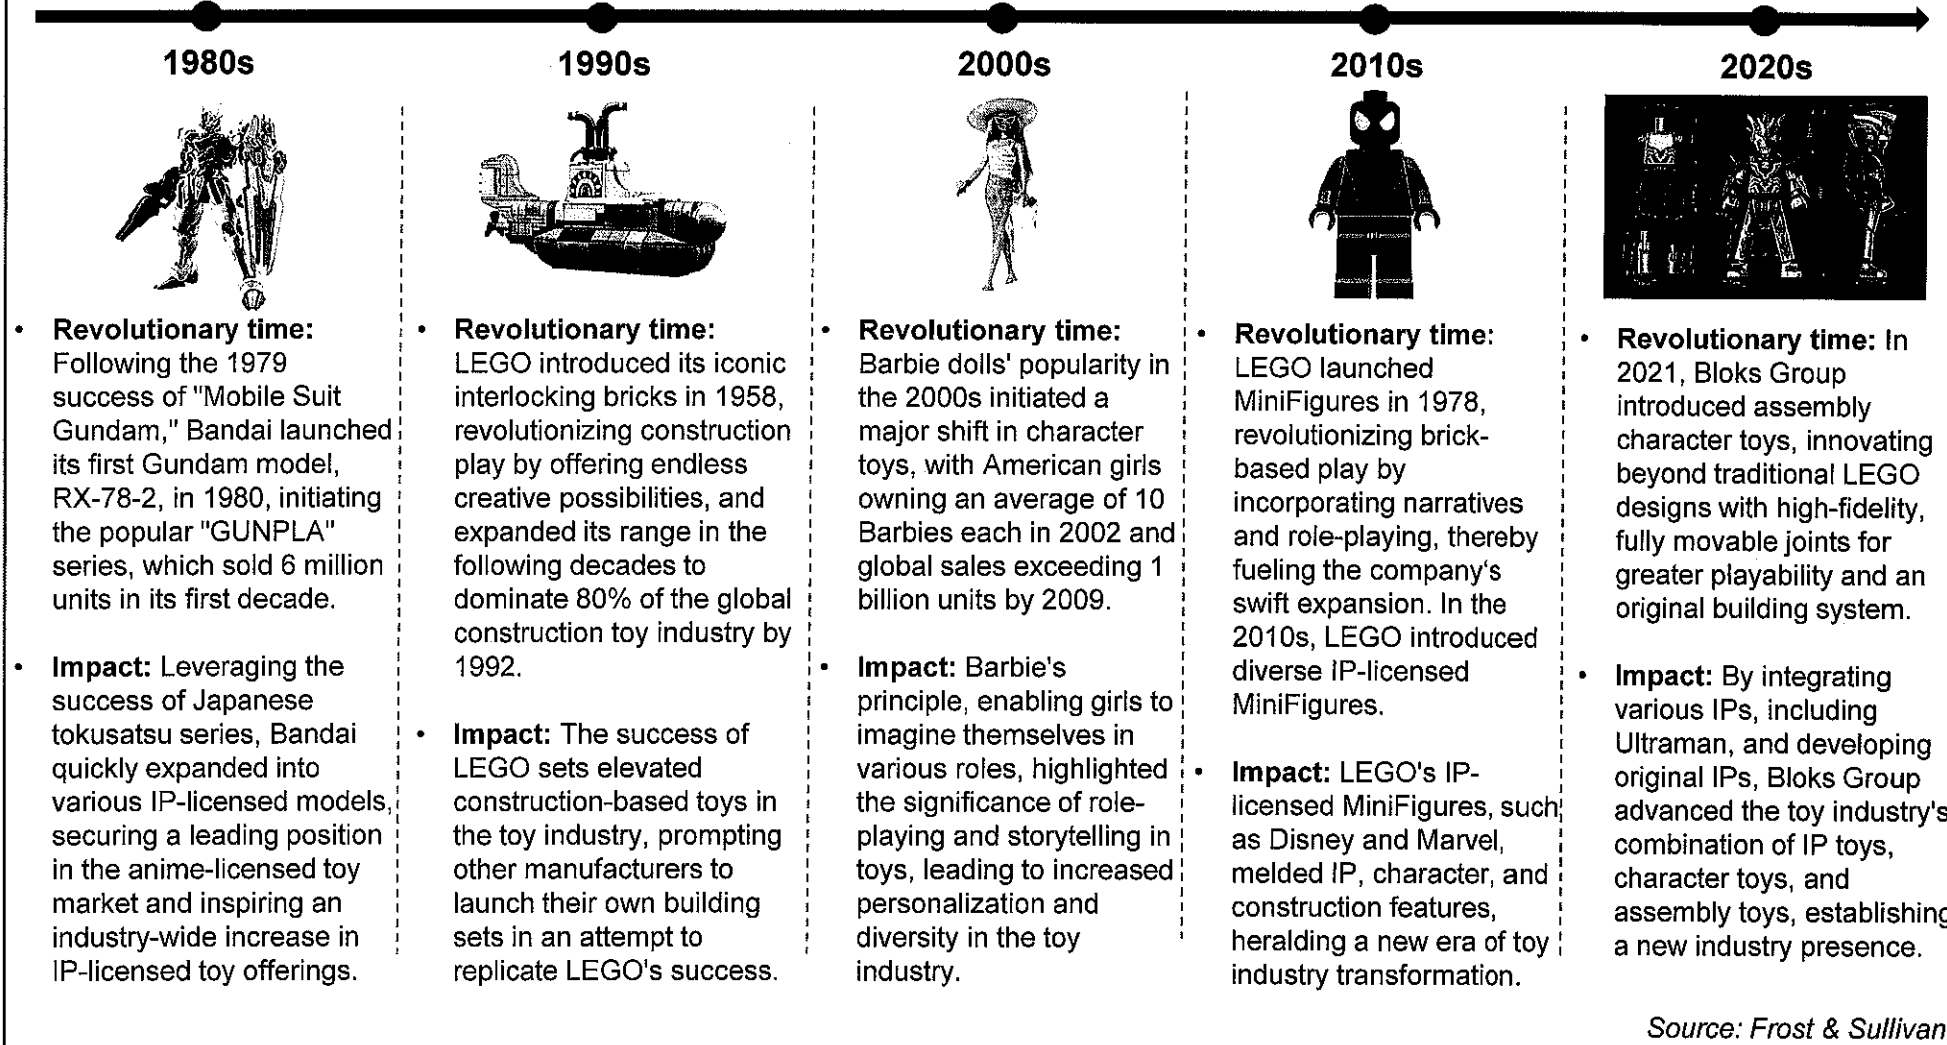 1980s
1990s
2000s
2010s
2020s
• Revolutionary time:
Following the 1979
success of "Mobile Suit
Gundam," Bandai launched
its first Gundam model,
RX-78-2, in 1980, initiating
the popular "GUNPLA"
series, which sold 6 million
units in its first decade.
• Impact: Leveraging the
success of Japanese
tokusatsu series, Bandai
quickly expanded into
various IP-licensed models,
securing a leading position
in the anime-licensed toy
market and inspiring an
industry-wide increase in
IP-licensed toy offerings.
• Revolutionary time:
LEGO introduced its iconic
interlocking bricks in 1958,
revolutionizing construction
play by offering endless
creative possibilities, and
expanded its range in the
following decades to
dominate 80% of the global
construction toy industry by
1992.
• Impact: The success of
LEGO sets elevated
construction-based toys in
the toy industry, prompting
other manufacturers to
launch their own building
sets in an attempt to
replicate LEGO's success.
• Revolutionary time:
Barbie dolls' popularity in
the 2000s initiated a
major shift in character
toys, with American girls
owning an average of 10
Barbies each in 2002 and
global sales exceeding 1
billion units by 2009.
• Impact: Barbie's
principle, enabling girls to
imagine themselves in
various roles, highlighted
the significance of role-
playing and storytelling in
toys, leading to increased
personalization and
diversity in the toy
industry.
• Revolutionary time:
LEGO launched
MiniFigures in 1978,
revolutionizing brick-
based play by
incorporating narratives
and role-playing, thereby
fueling the company's
swift expansion. In the
2010s, LEGO introduced
diverse IP-licensed
MiniFigures.
• Impact: LEGO's IP-
licensed MiniFigures, such
as Disney and Marvel,
melded IP, character, and
construction features,
heralding a new era of toy
industry transformation.
• Revolutionary time: In
2021, Bloks Group
introduced assembly
character toys, innovating
beyond traditional LEGO
designs with high-fidelity,
fully movable joints for
greater playability and an
original building system.
• Impact: By integrating
various IPs, including
Ultraman, and developing
original IPs, Bloks Group
advanced the toy industry's
combination of IP toys,
character toys, and
assembly toys, establishing
a new industry presence.
Source: Frost & Sullivan